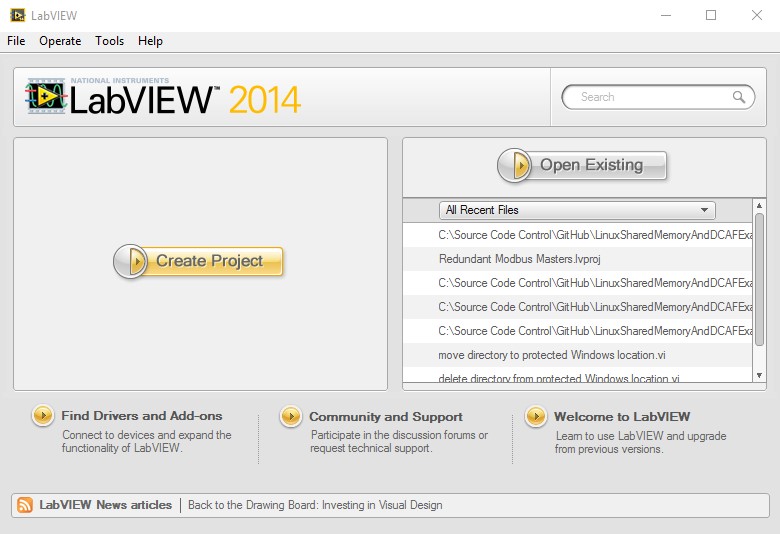 LabVIEW
File Operate Tools Help
NATIONAL INSTRUMENTS
LabVIEW™ 2014
Search
Open Existing
All Recent Files
C:\Source Code Control\GitHub\LinuxSharedMemoryAndDCAFExa
Redundant Modbus Masters.lvproj
C:\Source Code Control\GitHub\LinuxSharedMemoryAndDCAFExa
C:\Source Code Control\GitHub\LinuxSharedMemoryAndDCAFExa
C:\Source Code Control\GitHub\LinuxSharedMemoryAndDCAFExa
move directory to protected Windows location.vi
delete directory from protected Windows location.vi
Create Project
Find Drivers and Add-ons
Connect to devices and expand the
functionality of LabVIEW.
Community and Support
Participate in the discussion forums or
request technical support.
Welcome to LabVIEW
Learn to use LabVIEW and upgrade
from previous versions.
LabVIEW News articles | Back to the Drawing Board: Investing in Visual Design